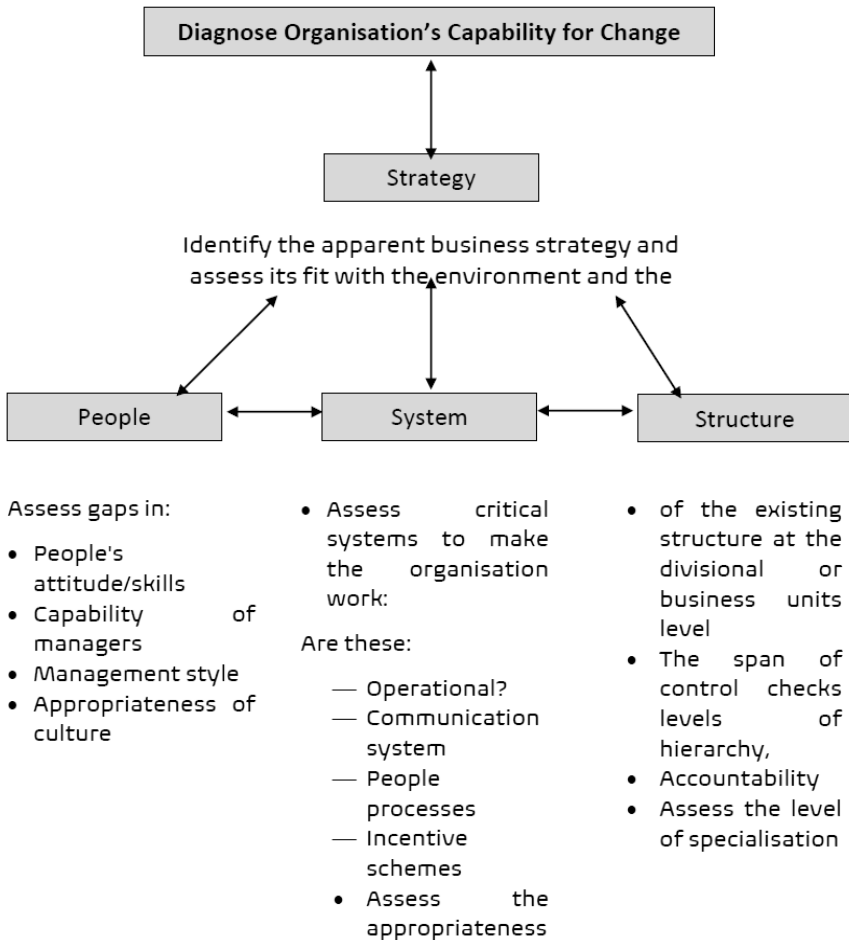 Diagnose Organisation's Capability for Change
Strategy
Identify the apparent business strategy and
assess its fit with the environment and the
People
System
Structure
Assess gaps in:
• People's
attitude/skills
• Capability of
managers
• Management style
• Appropriateness of
culture
• Assess critical
systems to make
the organisation
work:
Are these:
— Operational?
— Communication
system
— People
processes
— Incentive
schemes
• Assess the
appropriateness
• of the existing
structure at the
divisional or
business units
level
• The span of
control checks
levels of
hierarchy,
• Accountability
• Assess the level
of specialisation